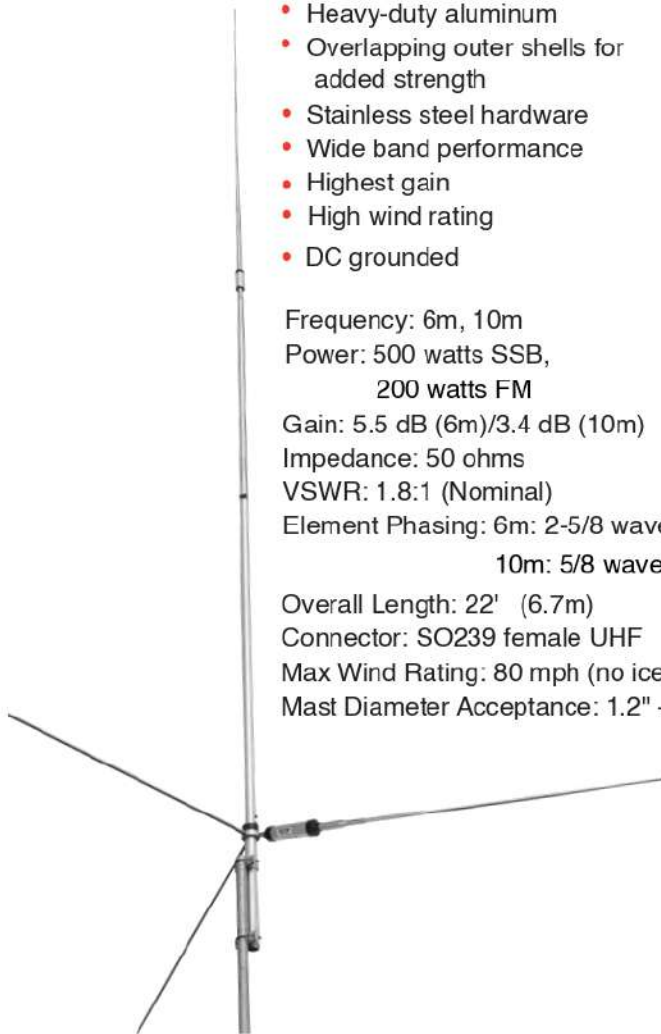 • Heavy-duty aluminum
• Overlapping outer shells for
added strength
• Stainless steel hardware
• Wide band performance
• Highest gain
• High wind rating
• DC grounded
Frequency: 6m, 10m
Power: 500 watts SSB,
200 watts FM
Gain: 5.5 dB (6m)/3.4 dB (10m)
Impedance: 50 ohms
VSWR: 1.8:1 (Nominal)
Element Phasing: 6m: 2-5/8 wave
10m: 5/8 wave
Overall Length: 22' (6.7m)
Connector: SO239 female UHF
Max Wind Rating: 80 mph (no ice
Mast Diameter Acceptance: 1.2" -